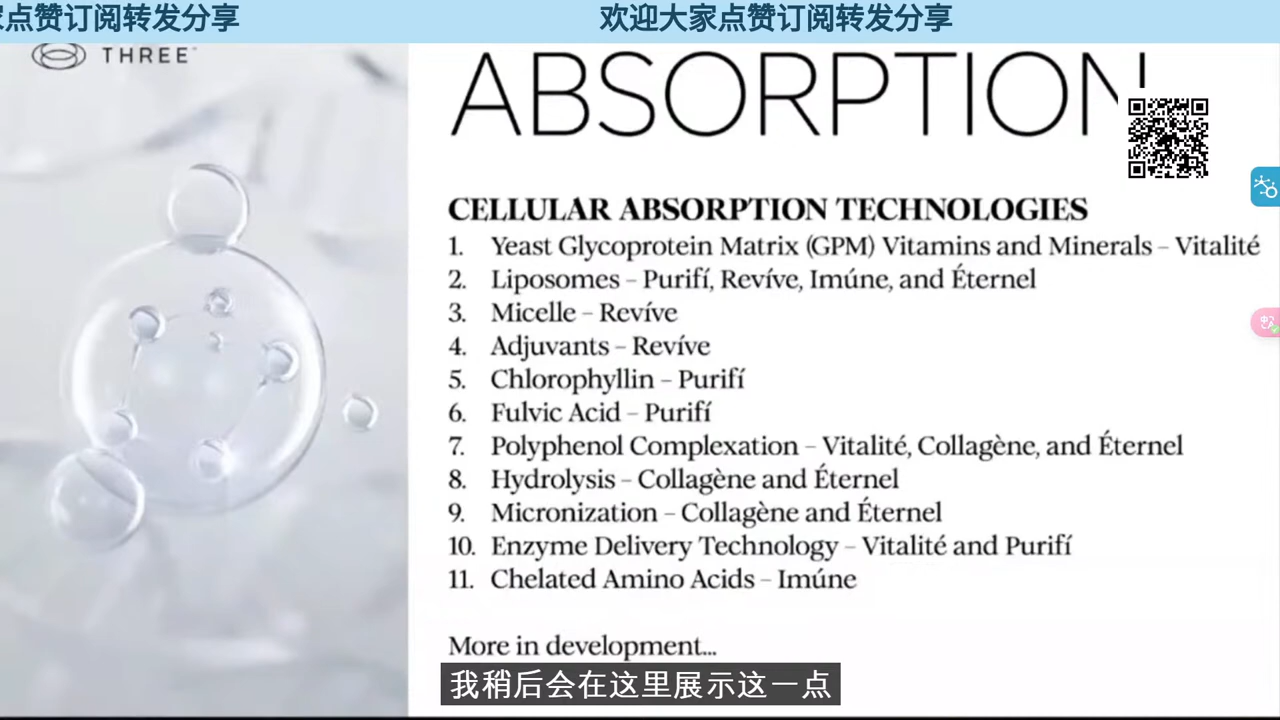 家点赞订阅转发分享
欢迎大家点赞订阅转发分享
THREE
ABSORPTION
CELLULAR ABSORPTION TECHNOLOGIES
1. Yeast Glycoprotein Matrix (GPM) Vitamins and Minerals – Vitalité
2. Liposomes – Purifí, Revíve, Imúne, and Éternel
3. Micelle – Revíve
4. Adjuvants – Revíve
5. Chlorophyllin – Purifí
6. Fulvic Acid – Purifí
7. Polyphenol Complexation – Vitalité, Collagène, and Éternel
8. Hydrolysis – Collagène and Éternel
9. Micronization – Collagène and Éternel
10. Enzyme Delivery Technology – Vitalité and Purifí
11. Chelated Amino Acids – Imúne
More in development...
我稍后会在这里展示这一点